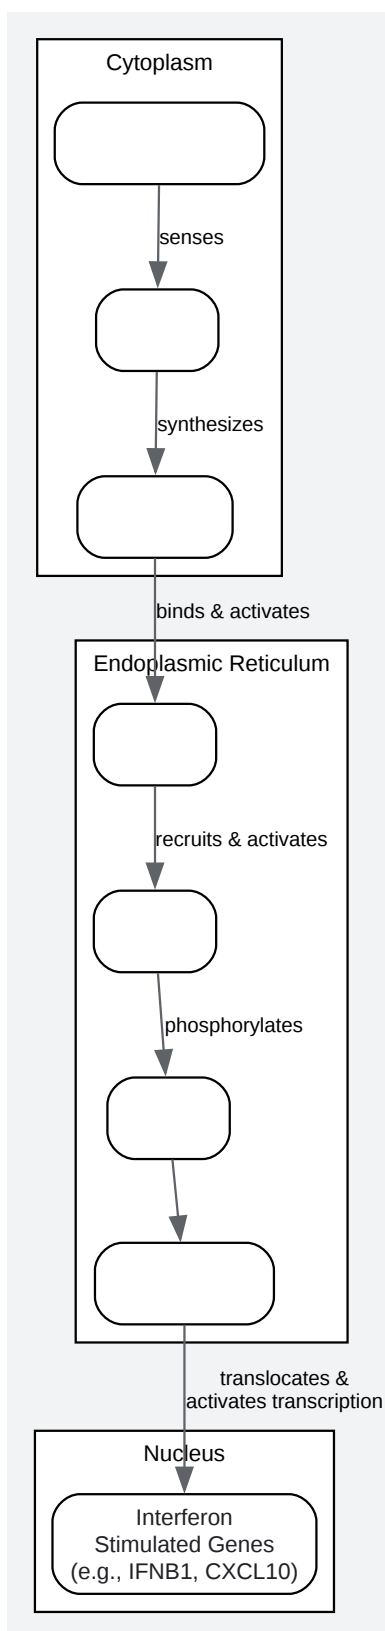 Cytoplasm
senses
synthesizes
binds & activates
Endoplasmic Reticulum
recruits & activates
phosphorylates
translocates &
activates transcription
Nucleus
Interferon
Stimulated Genes
(e.g., IFNB1, CXCL10)